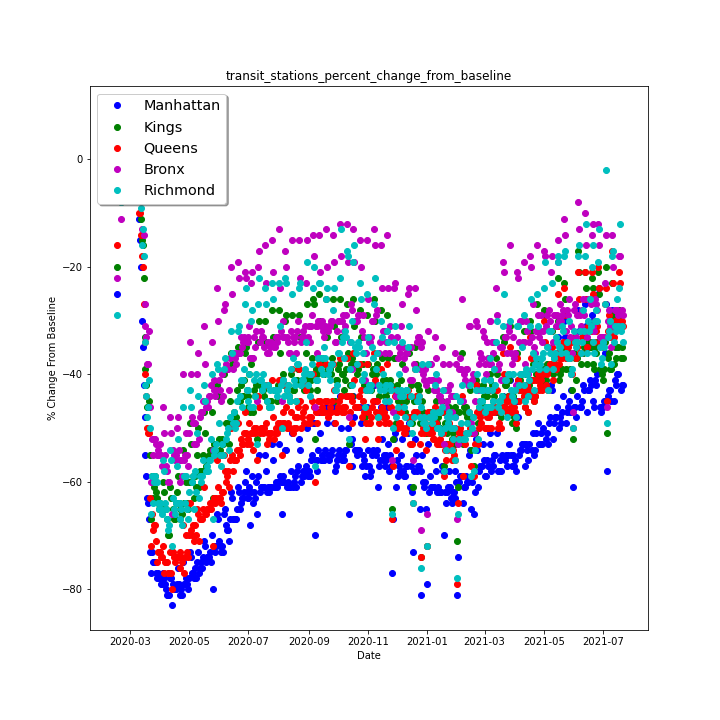 transit_stations_percent_change_from_baseline
Manhattan
Kings
Queens
Bronx
Richmond
% Change From Baseline
0
−20
−40
−60
−80
2020-03
2020-05
2020-07
2020-09
2020-11
2021-01
2021-03
2021-05
2021-07
Date